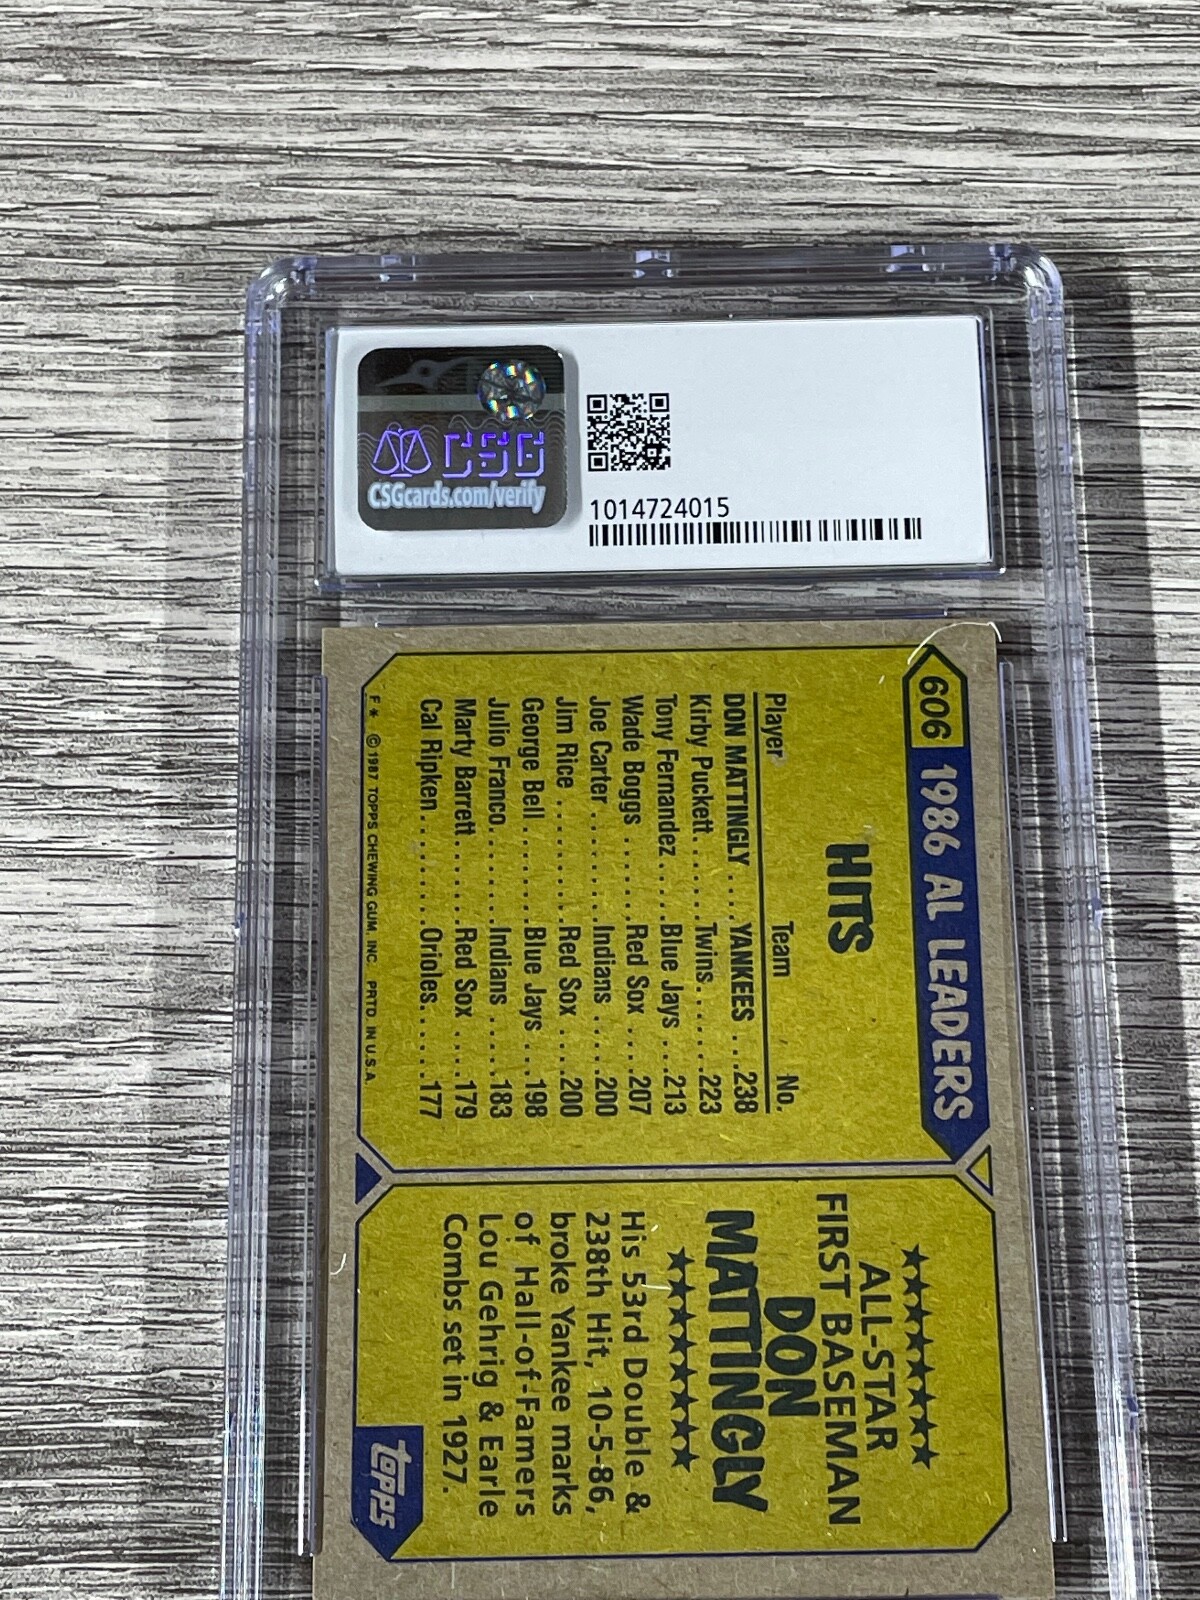 CSG
CSGcards.com/verify
1014724015
606
1986 AL LEADERS
HITS
Player Team No.
DON MATTINGLY ....YANKEES ..238
Kirby Puckett..........Twins......223
Tony Fernandez .....Blue Jays ...213
Wade Boggs .......Red Sox ...207
Joe Carter..........Indians ....200
Jim Rice ...........Red Sox ....200
George Bell ........Blue Jays ...198
Julio Franco.........Indians .....183
Marty Barrett.......Red Sox ....179
Cal Ripken...........Orioles......177
F* © 1987 TOPPS CHEWING GUM, INC. PRTD. IN U.S.A.
★★★★★★★
ALL-STAR
FIRST BASEMAN
DON
MATTINGLY
★★★★★★★
His 53rd Double &
238th Hit, 10-5-86,
broke Yankee marks
of Hall-of-Famers
Lou Gehrig & Earle
Combs set in 1927.
topps